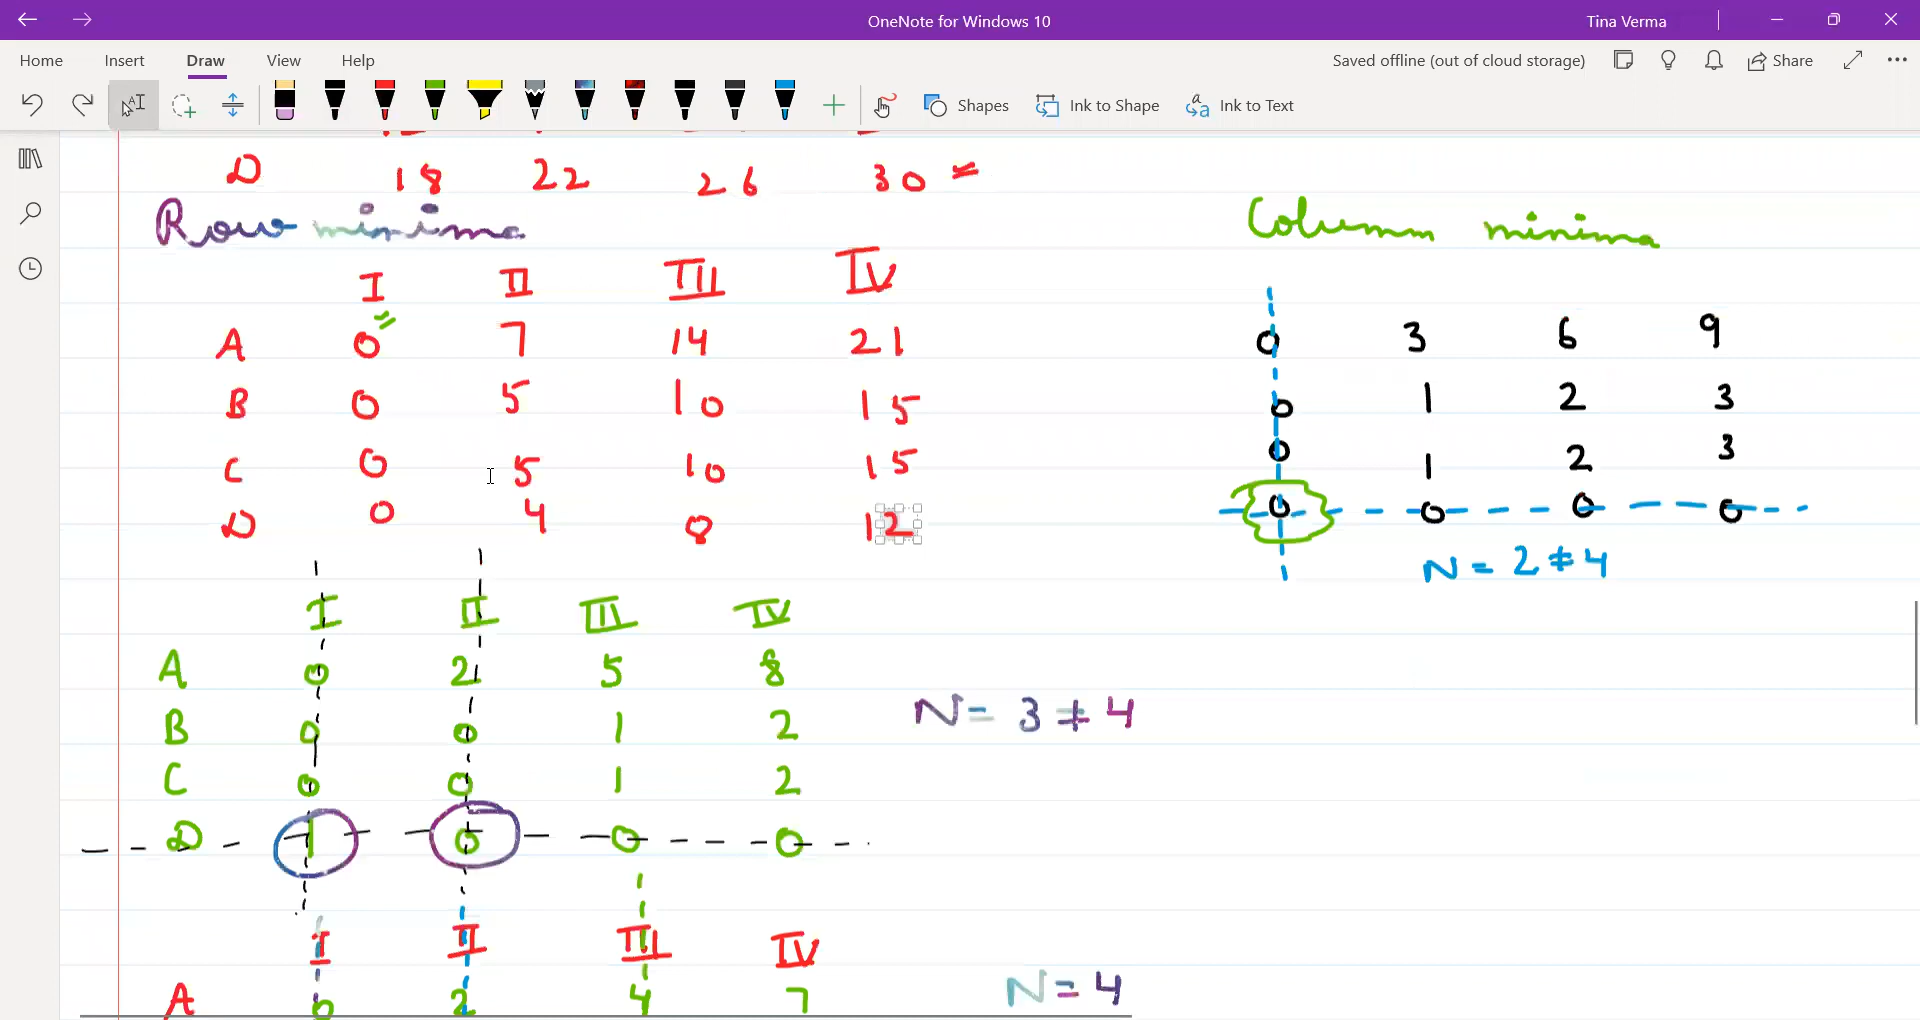 OneNote for Windows 10
Tina Verma
Home Insert Draw View Help
Saved offline (out of cloud storage)
Share
Shapes Ink to Shape Ink to Text
D 18 22 26 30
Row minima
Column minima
I II III IV
A 0 7 14 21
B 0 5 10 15
C 0 5 10 15
D 0 4 8 12
0 3 6 9
0 1 2 3
0 1 2 3
0 0 0 0
N = 2 ≠ 4
I II III IV
A 0 2 5 8
B 0 0 1 2
C 0 0 1 2
D 1 0 0 0
N = 3 ≠ 4
I II III IV
A 0 2 4 7
N = 4